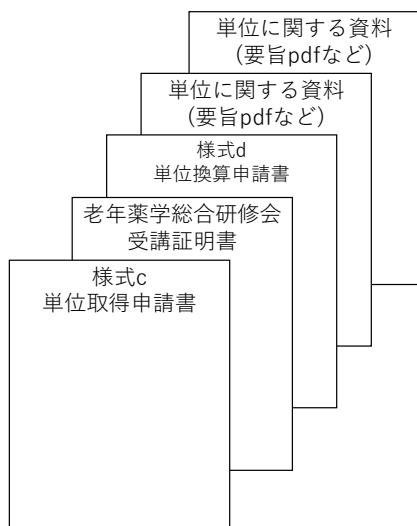 単位に関する資料
(要旨pdfなど)
単位に関する資料
(要旨pdfなど)
様式d
単位換算申請書
老年薬学総合研修会
受講証明書
様式c
単位取得申請書